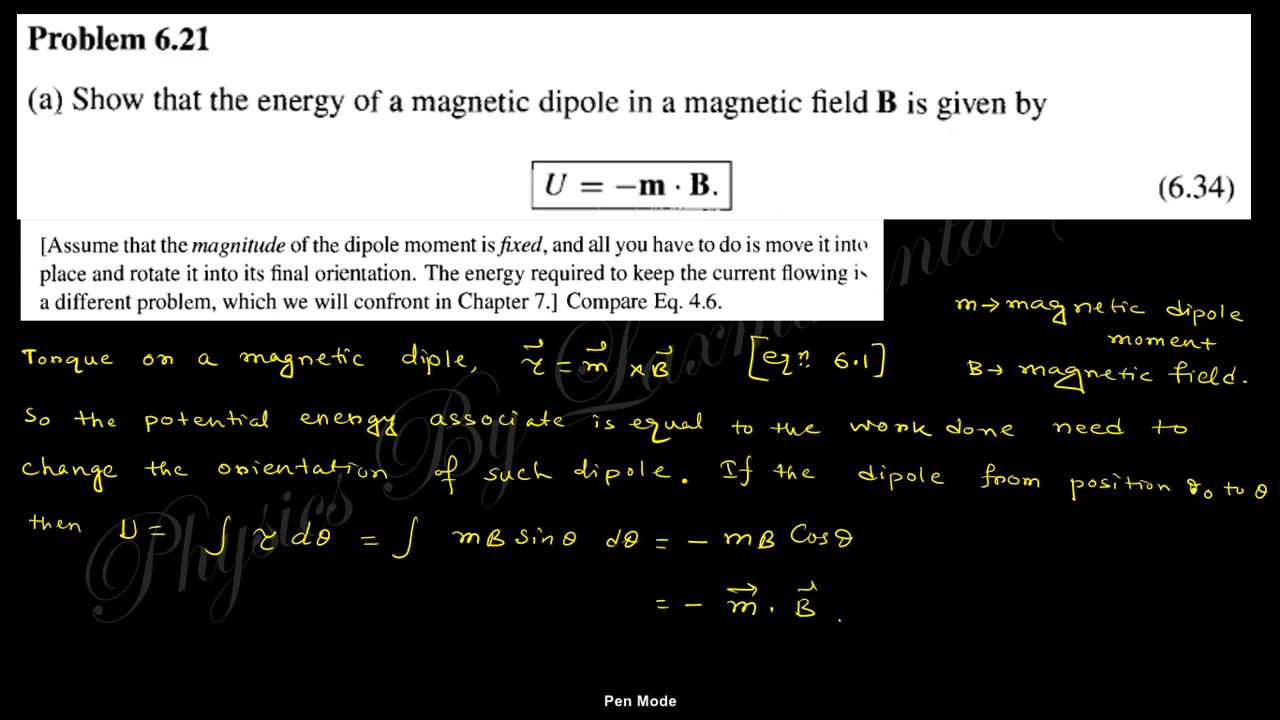 Problem 6.21
(a) Show that the energy of a magnetic dipole in a magnetic field B is given by
U = −m · B. (6.34)
[Assume that the magnitude of the dipole moment is fixed, and all you have to do is move it into
place and rotate it into its final orientation. The energy required to keep the current flowing is
a different problem, which we will confront in Chapter 7.] Compare Eq. 4.6.
m → magnetic dipole
moment
B → magnetic field.
Torque on a magnetic diple, τ⃗ = m⃗ × B⃗ [eqⁿ 6.1]
So the potential energy associate is equal to the work done need to
change the orientation of such dipole. If the dipole from position to θ
then U = ∫ τ dθ = ∫ mB sin θ dθ = − mB Cos θ
= − m⃗ . B⃗ .
Physics By
Pen Mode